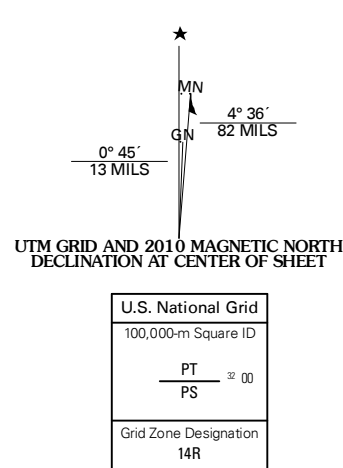 ★
MN
GN
4° 36´
82 MILS
0° 45´
13 MILS
UTM GRID AND 2010 MAGNETIC NORTH
DECLINATION AT CENTER OF SHEET
U.S. National Grid
100,000-m Square ID
PT
32 00
PS
Grid Zone Designation
14R